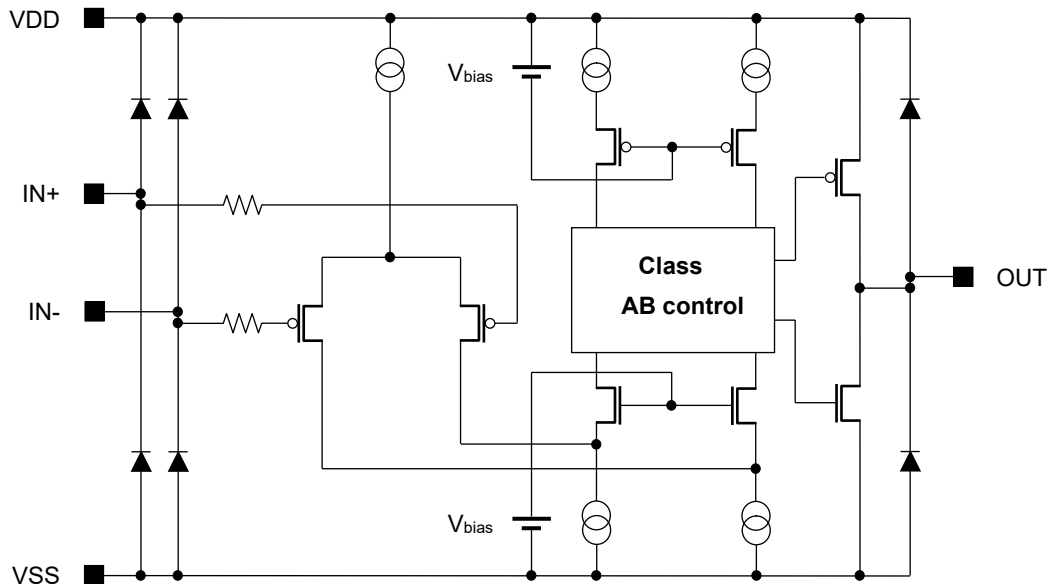 VDD
Vbias
IN+
Class
AB control
OUT
IN-
Vbias
VSS